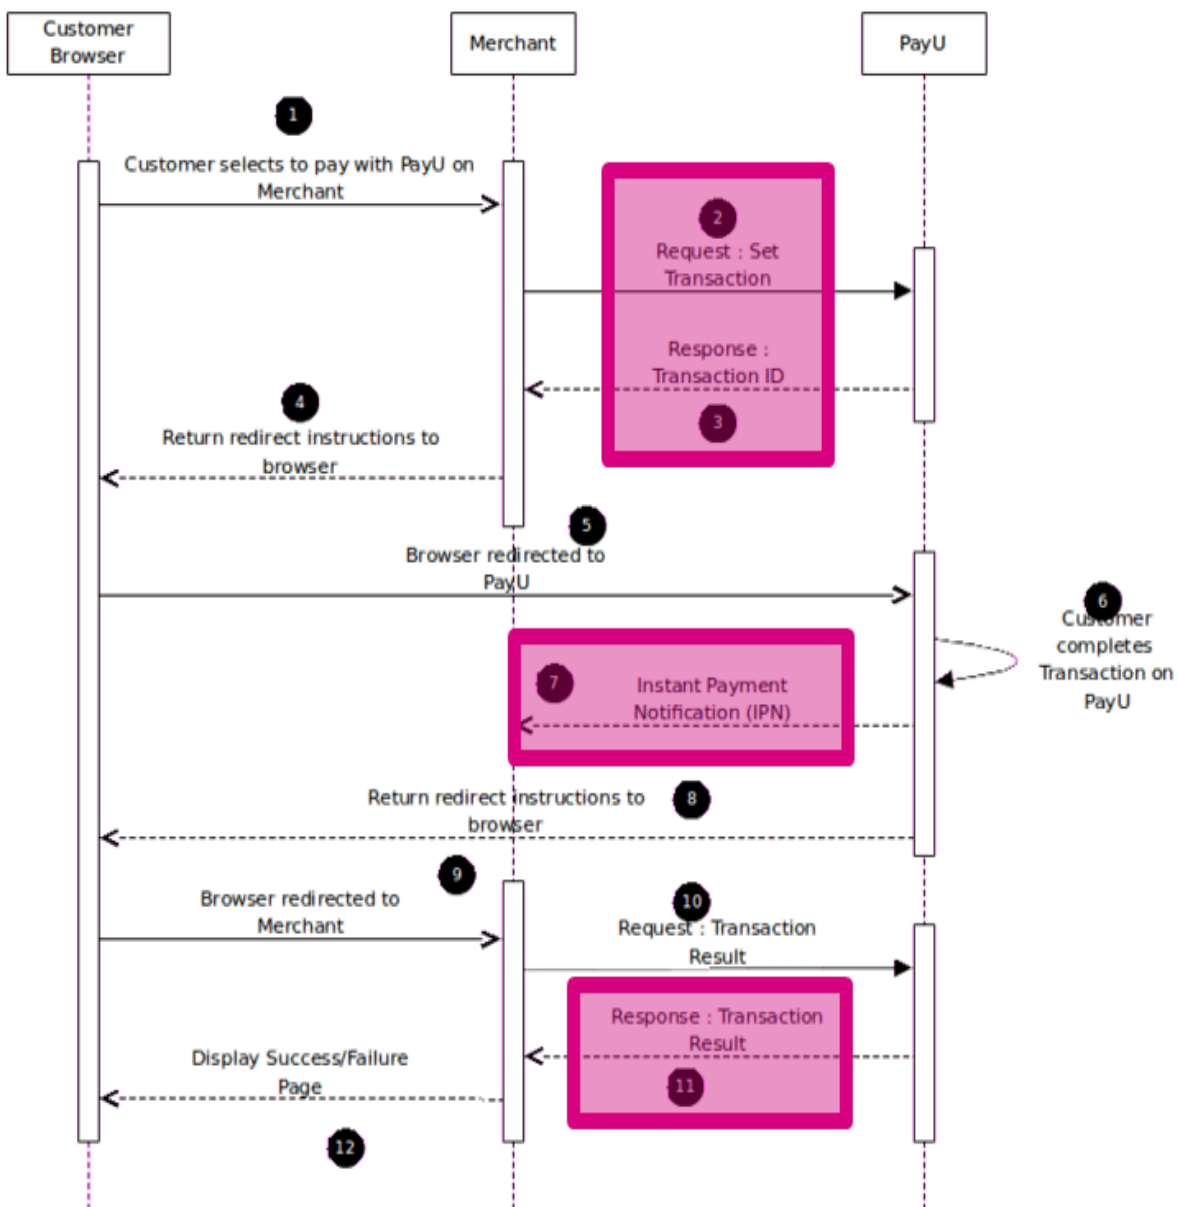 Customer
Browser
Merchant
PayU
1
Customer selects to pay with PayU on
Merchant
2
Request : Set
Transaction
Response :
Transaction ID
3
4
Return redirect instructions to
browser
5
Browser redirected to
PayU
6
Customer
completes
Transaction on
PayU
7
Instant Payment
Notification (IPN)
8
Return redirect instructions to
browser
9
Browser redirected to
Merchant
10
Request : Transaction
Result
Response : Transaction
Result
11
Display Success/Failure
Page
12